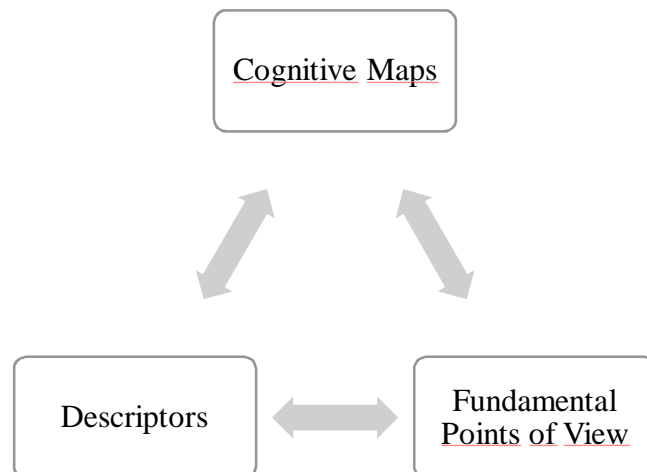 Cognitive Maps
Descriptors
Fundamental
Points of View